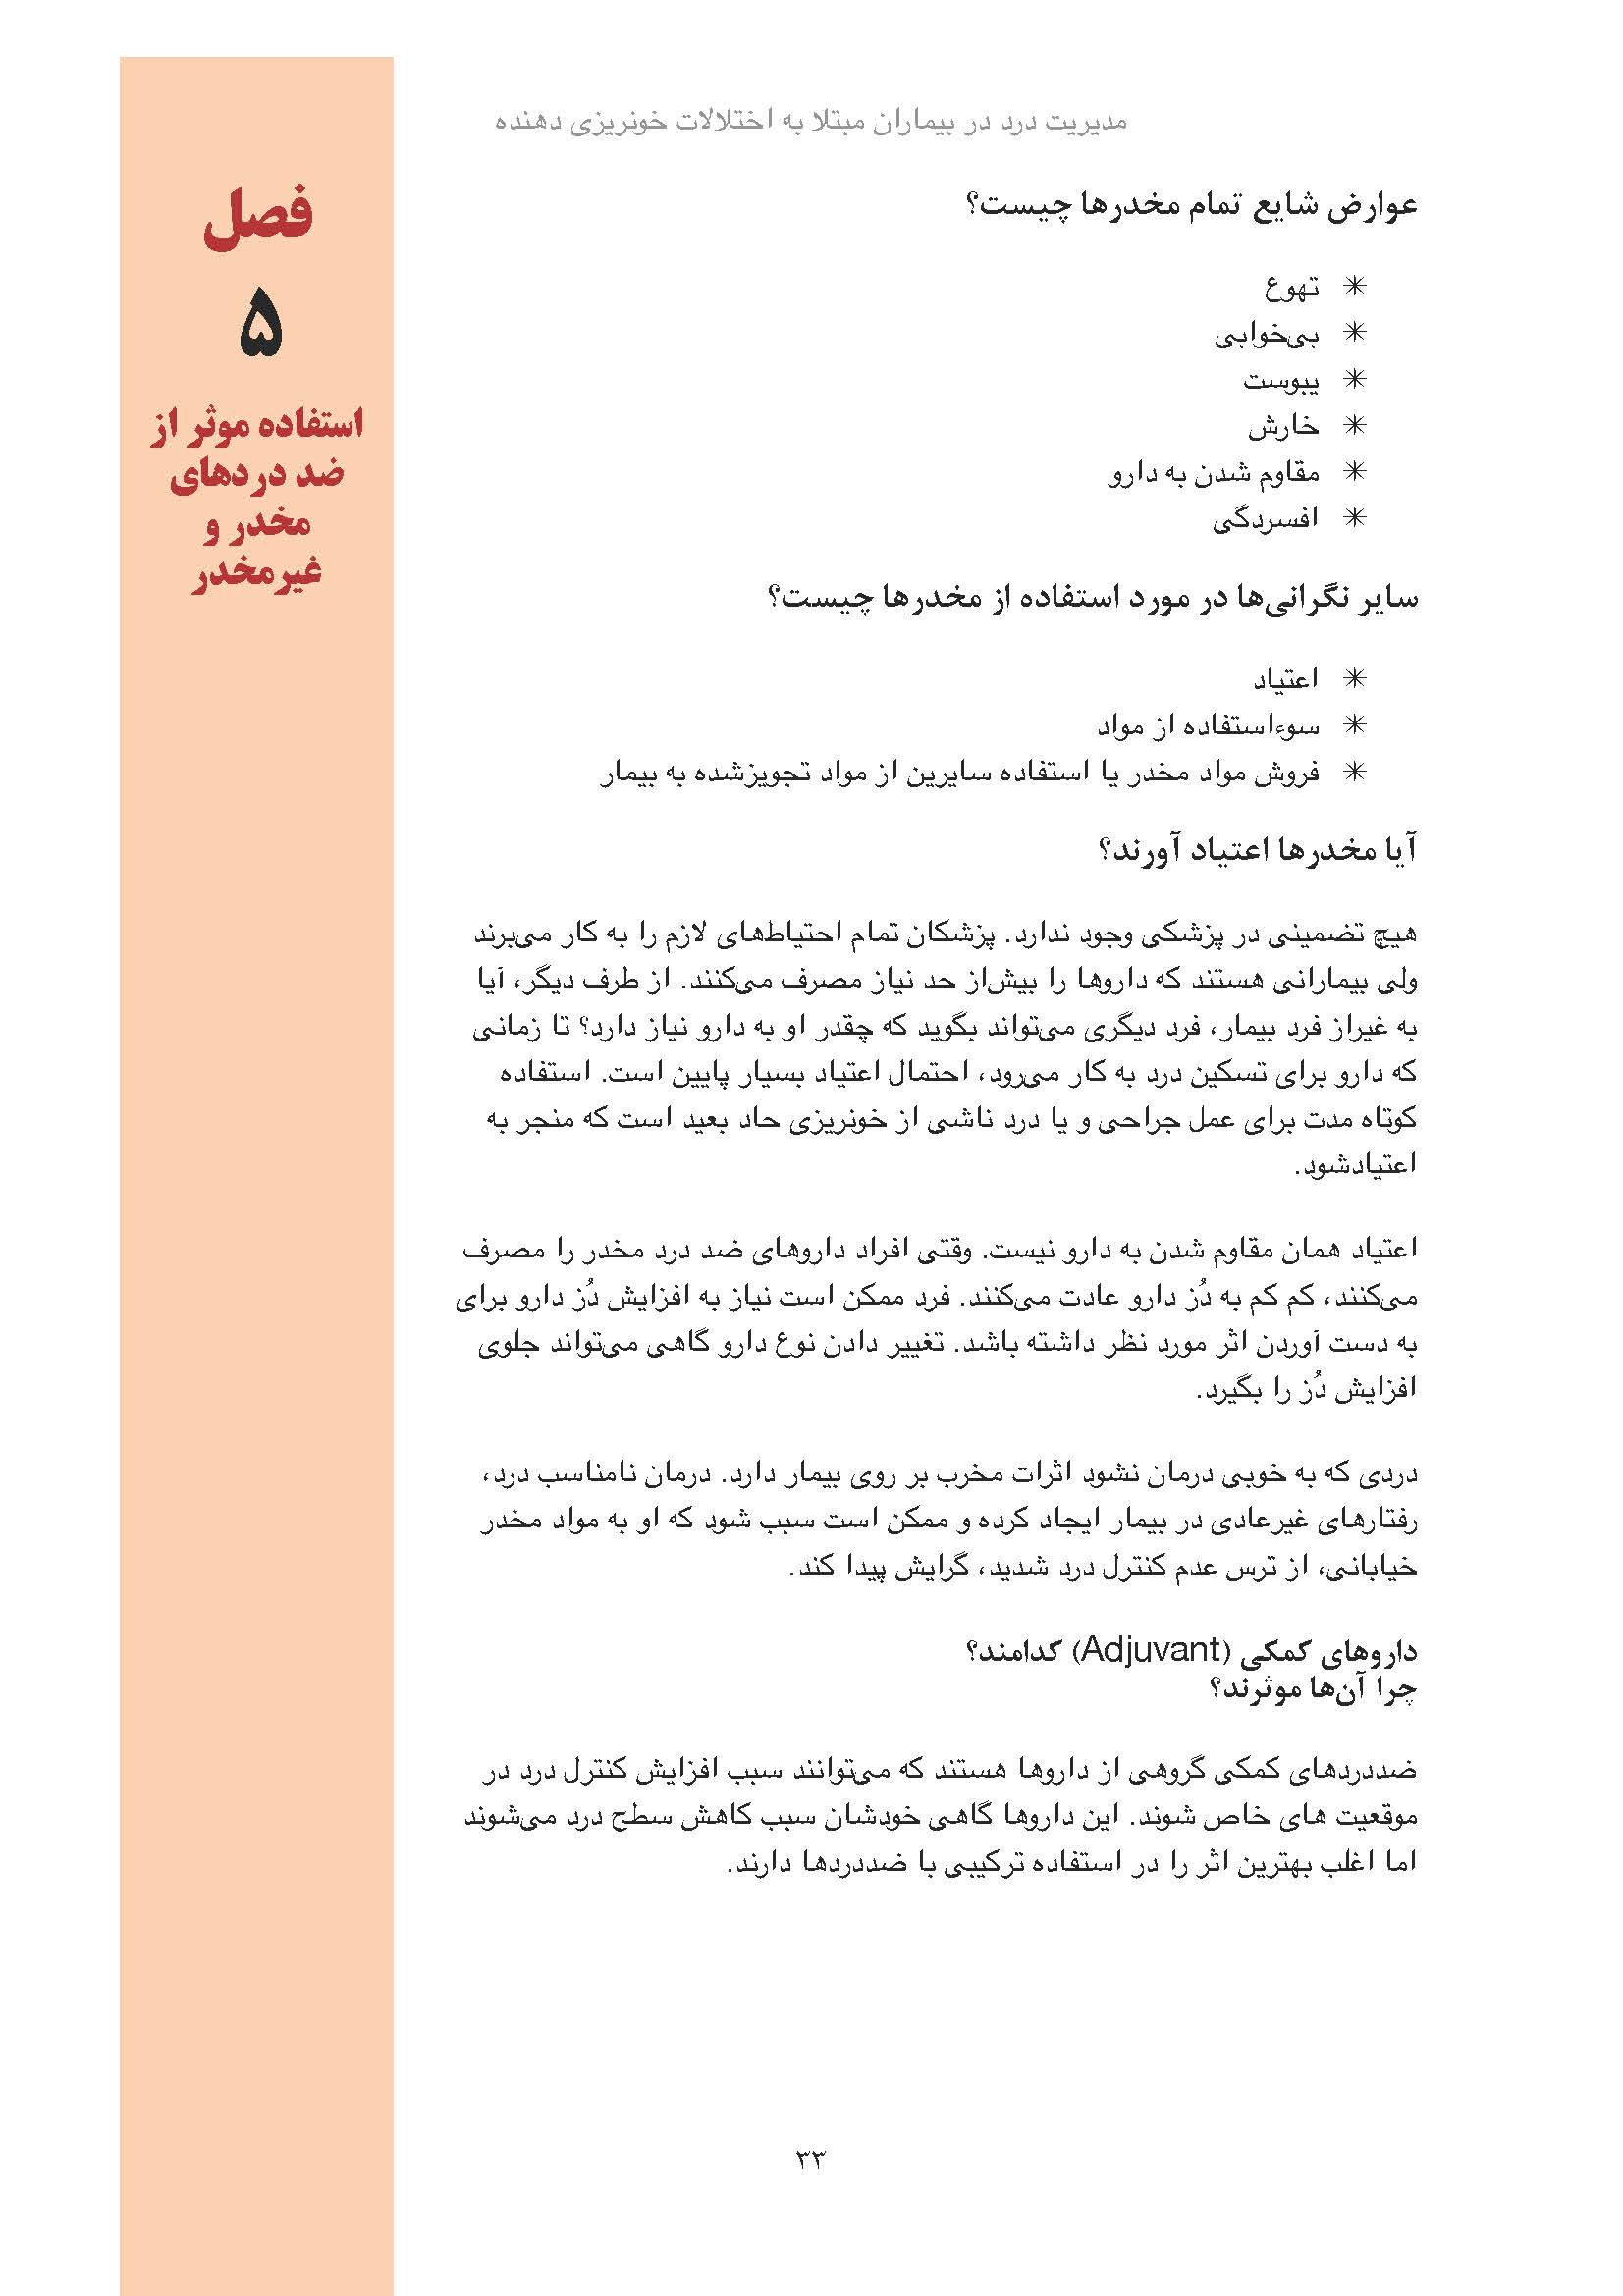 مدیریت درد در بیماران مبتلا به اختلالات خونریزی دهنده
فصل
۵
استفاده موثر از
ضد دردهای
مخدر و
غیرمخدر
عوارض شایع تمام مخدرها چیست؟
✳ تهوع
✳ بی‌خوابی
✳ یبوست
✳ خارش
✳ مقاوم شدن به دارو
✳ افسردگی
سایر نگرانی‌ها در مورد استفاده از مخدرها چیست؟
✳ اعتیاد
✳ سوءاستفاده از مواد
✳ فروش مواد مخدر یا استفاده سایرین از مواد تجویزشده به بیمار
آیا مخدرها اعتیاد آورند؟
هیچ تضمینی در پزشکی وجود ندارد. پزشکان تمام احتیاط‌های لازم را به کار می‌برند
ولی بیمارانی هستند که داروها را بیش‌از حد نیاز مصرف می‌کنند. از طرف دیگر، آیا
به غیراز فرد بیمار، فرد دیگری می‌تواند بگوید که چقدر او به دارو نیاز دارد؟ تا زمانی
که دارو برای تسکین درد به کار می‌رود، احتمال اعتیاد بسیار پایین است. استفاده
کوتاه مدت برای عمل جراحی و یا درد ناشی از خونریزی حاد بعید است که منجر به
اعتیادشود.
اعتیاد همان مقاوم شدن به دارو نیست. وقتی افراد داروهای ضد درد مخدر را مصرف
می‌کنند، کم کم به دُز دارو عادت می‌کنند. فرد ممکن است نیاز به افزایش دُز دارو برای
به دست آوردن اثر مورد نظر داشته باشد. تغییر دادن نوع دارو گاهی می‌تواند جلوی
افزایش دُز را بگیرد.
دردی که به خوبی درمان نشود اثرات مخرب بر روی بیمار دارد. درمان نامناسب درد،
رفتارهای غیرعادی در بیمار ایجاد کرده و ممکن است سبب شود که او به مواد مخدر
خیابانی، از ترس عدم کنترل درد شدید، گرایش پیدا کند.
داروهای کمکی (Adjuvant) کدامند؟
چرا آن‌ها موثرند؟
ضددردهای کمکی گروهی از داروها هستند که می‌توانند سبب افزایش کنترل درد در
موقعیت های خاص شوند. این داروها گاهی خودشان سبب کاهش سطح درد می‌شوند
اما اغلب بهترین اثر را در استفاده ترکیبی با ضددردها دارند.
۳۳